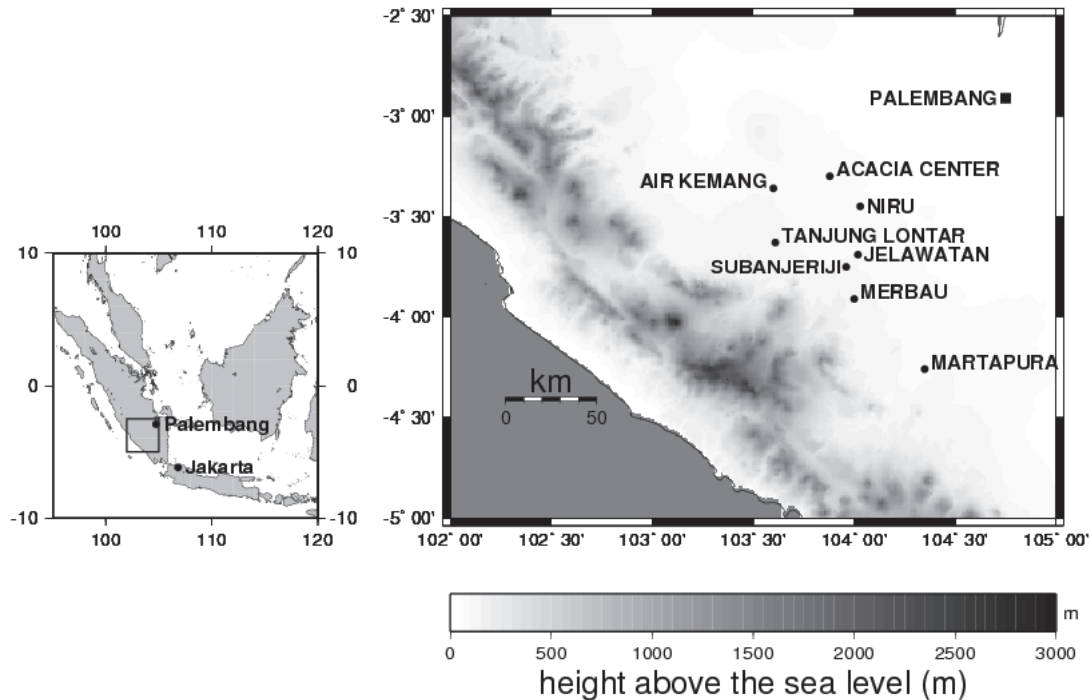 100 110 120
10 10
0 0
-10 -10
100 110 120
Palembang
Jakarta
-2° 30'
-3° 00'
-3° 30'
-4° 00'
-4° 30'
-5° 00'
102° 00' 102° 30' 103° 00' 103° 30' 104° 00' 104° 30' 105° 00'
PALEMBANG
ACACIA CENTER
AIR KEMANG
NIRU
TANJUNG LONTAR
JELAWATAN
SUBANJERIJI
MERBAU
MARTAPURA
km
0 50
m
0 500 1000 1500 2000 2500 3000
height above the sea level (m)